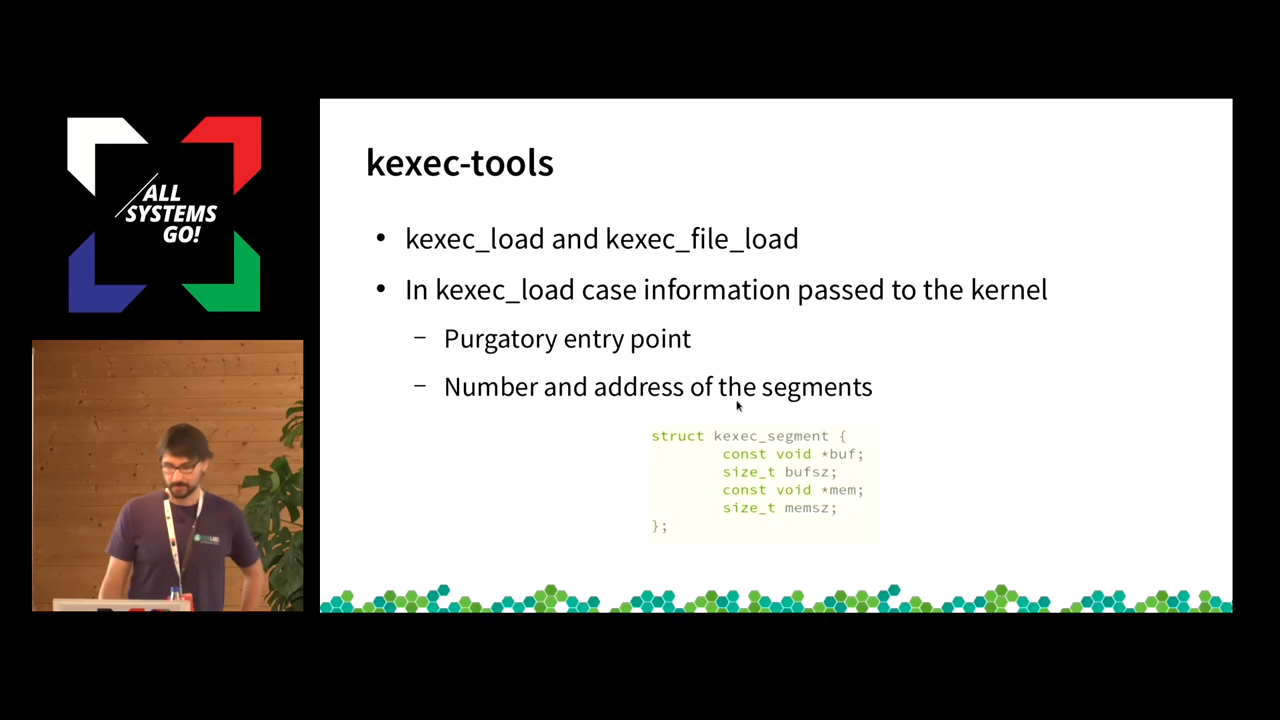 ALL
SYSTEMS
GO!
kexec-tools
• kexec_load and kexec_file_load
• In kexec_load case information passed to the kernel
– Purgatory entry point
– Number and address of the segments
struct kexec_segment {
const void *buf;
size_t bufsz;
const void *mem;
size_t memsz;
};